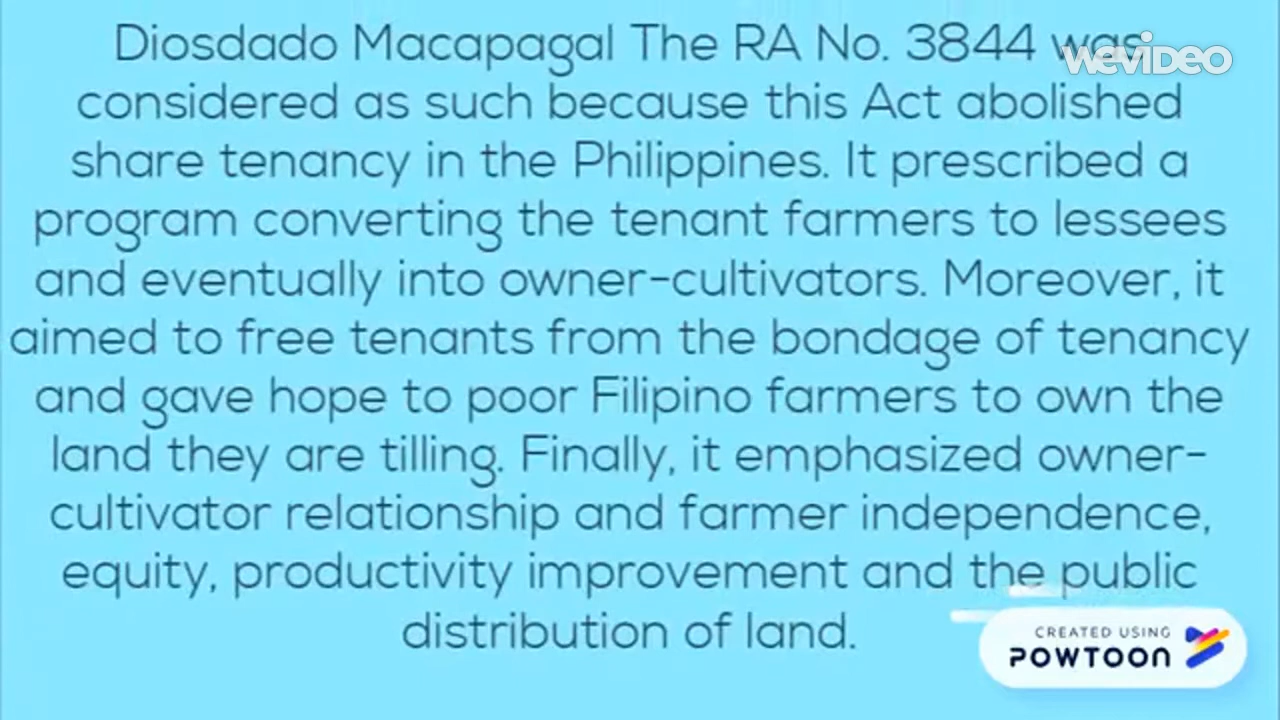 Diosdado Macapagal The RA No. 3844 was
wevideo
considered as such because this Act abolished
share tenancy in the Philippines. It prescribed a
program converting the tenant farmers to lessees
and eventually into owner-cultivators. Moreover, it
aimed to free tenants from the bondage of tenancy
and gave hope to poor Filipino farmers to own the
land they are tilling. Finally, it emphasized owner-
cultivator relationship and farmer independence,
equity, productivity improvement and the public
distribution of land.
CREATED USING
POWTOON